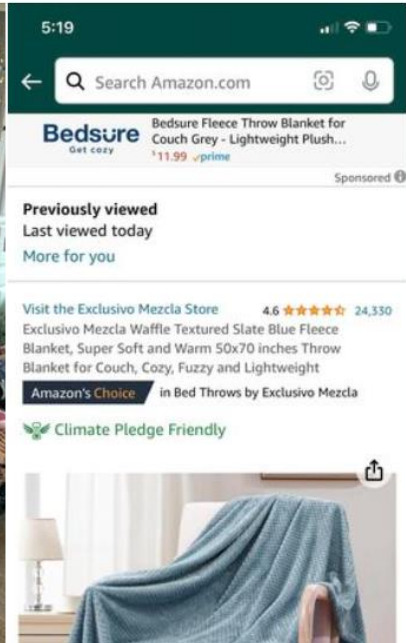 5:19
Search Amazon.com
Bedsure
Get cozy
Bedsure Fleece Throw Blanket for
Couch Grey - Lightweight Plush...
$11.99 prime
Sponsored
Previously viewed
Last viewed today
More for you
Visit the Exclusivo Mezcla Store 4.6 24,330
Exclusivo Mezcla Waffle Textured Slate Blue Fleece
Blanket, Super Soft and Warm 50x70 inches Throw
Blanket for Couch, Cozy, Fuzzy and Lightweight
Amazon's Choice in Bed Throws by Exclusivo Mezcla
Climate Pledge Friendly